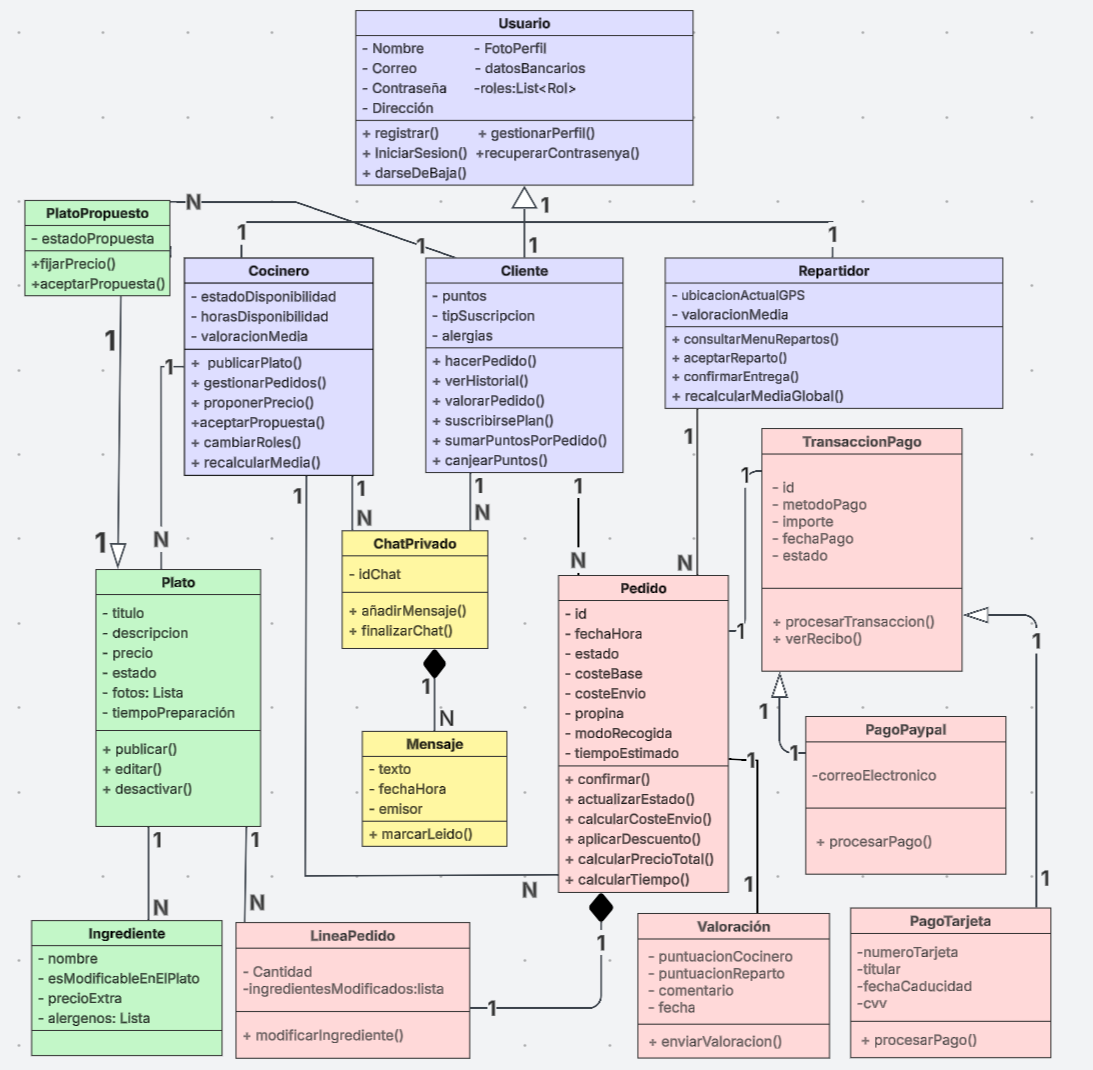 Usuario
- Nombre - FotoPerfil
- Correo - datosBancarios
- Contraseña -roles:List<Rol>
- Dirección
+ registrar() + gestionarPerfil()
+ IniciarSesion() +recuperarContrasenya()
+ darseDeBaja()
1
1
1
1
N
1
PlatoPropuesto
- estadoPropuesta
+fijarPrecio()
+aceptarPropuesta()
1
1
Cocinero
- estadoDisponibilidad
- horasDisponibilidad
- valoracionMedia
+ publicarPlato()
+ gestionarPedidos()
+ proponerPrecio()
+aceptarPropuesta()
+ cambiarRoles()
+ recalcularMedia()
1
N
Cliente
- puntos
- tipSuscripcion
- alergias
+ hacerPedido()
+ verHistorial()
+ valorarPedido()
+ suscribirsePlan()
+ sumarPuntosPorPedido()
+ canjearPuntos()
Repartidor
- ubicacionActualGPS
- valoracionMedia
+ consultarMenuRepartos()
+ aceptarReparto()
+ confirmarEntrega()
+ recalcularMediaGlobal()
1
1
N
1
N
1
N
1
N
1
1
TransaccionPago
- id
- metodoPago
- importe
- fechaPago
- estado
+ procesarTransaccion()
+ verRecibo()
ChatPrivado
- idChat
+ añadirMensaje()
+ finalizarChat()
1
N
Plato
- titulo
- descripcion
- precio
- estado
- fotos: Lista
- tiempoPreparación
+ publicar()
+ editar()
+ desactivar()
Pedido
- id
- fechaHora
- estado
- costeBase
- costeEnvio
- propina
- modoRecogida
- tiempoEstimado
+ confirmar()
+ actualizarEstado()
+ calcularCosteEnvio()
+ aplicarDescuento()
+ calcularPrecioTotal()
+ calcularTiempo()
Mensaje
- texto
- fechaHora
- emisor
+ marcarLeido()
1
1
1
1
PagoPaypal
-correoElectronico
+ procesarPago()
1
N
1
N
N
1
1
1
1
Ingrediente
- nombre
- esModificableEnElPlato
- precioExtra
- alergenos: Lista
LineaPedido
- Cantidad
-ingredientesModificados:lista
+ modificarIngrediente()
Valoración
- puntuacionCocinero
- puntuacionReparto
- comentario
- fecha
+ enviarValoracion()
PagoTarjeta
-numeroTarjeta
-titular
-fechaCaducidad
-cvv
+ procesarPago()